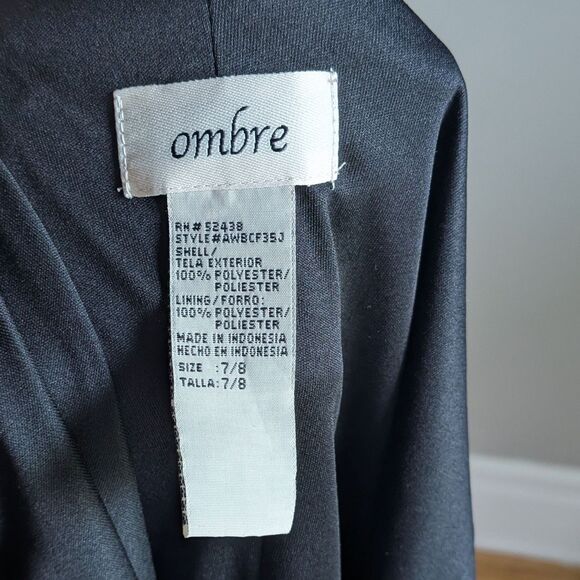 ombre
RN# 52438
STYLE#AWBCF35J
SHELL/
TELA EXTERIOR
100% POLYESTER/
POLIESTER
LINING/FORRO:
100% POLYESTER/
POLIESTER
MADE IN INDONESIA
HECHO EN INDONESIA
SIZE :7/8
TALLA:7/8